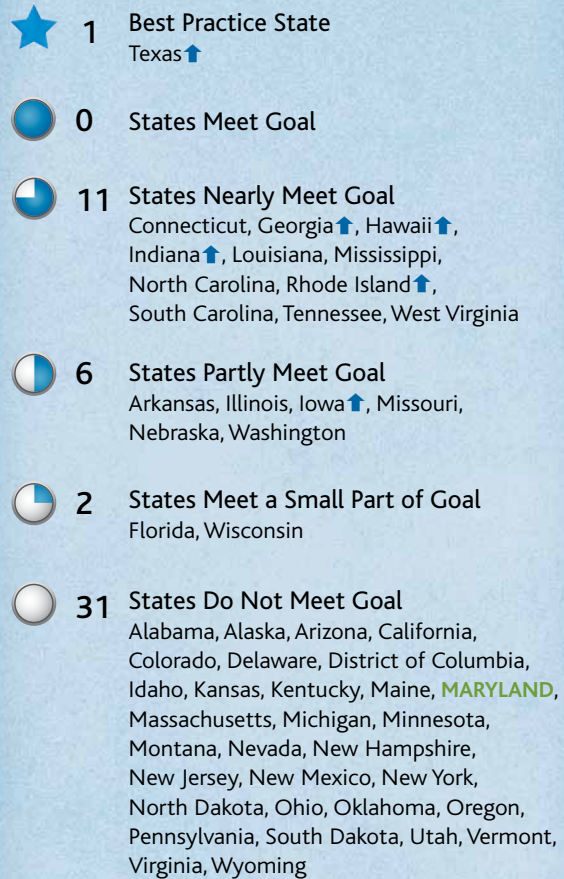 1 Best Practice State
Texas⬆
0 States Meet Goal
11 States Nearly Meet Goal
Connecticut, Georgia⬆, Hawaii⬆,
Indiana⬆, Louisiana, Mississippi,
North Carolina, Rhode Island⬆,
South Carolina, Tennessee, West Virginia
6 States Partly Meet Goal
Arkansas, Illinois, Iowa⬆, Missouri,
Nebraska, Washington
2 States Meet a Small Part of Goal
Florida, Wisconsin
31 States Do Not Meet Goal
Alabama, Alaska, Arizona, California,
Colorado, Delaware, District of Columbia,
Idaho, Kansas, Kentucky, Maine, MARYLAND,
Massachusetts, Michigan, Minnesota,
Montana, Nevada, New Hampshire,
New Jersey, New Mexico, New York,
North Dakota, Ohio, Oklahoma, Oregon,
Pennsylvania, South Dakota, Utah, Vermont,
Virginia, Wyoming